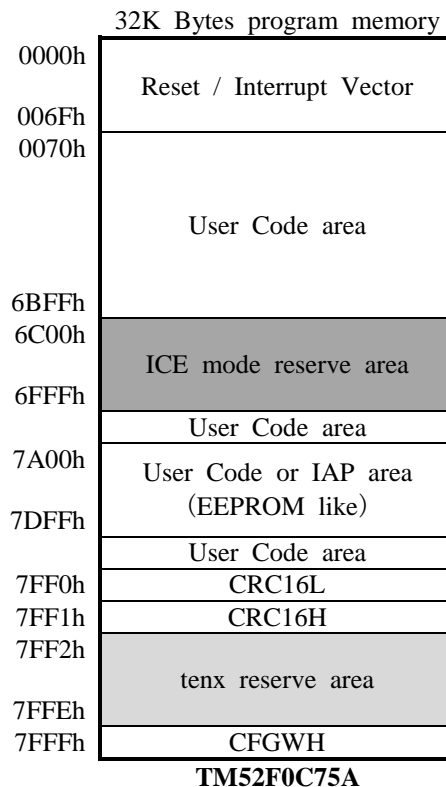 32K Bytes program memory
0000h
Reset / Interrupt Vector
006Fh
0070h
User Code area
6BFFh
6C00h
ICE mode reserve area
6FFFh
User Code area
7A00h
User Code or IAP area
(EEPROM like)
7DFFh
User Code area
7FF0h CRC16L
7FF1h CRC16H
7FF2h
tenx reserve area
7FFEh
7FFFh CFGWH
TM52F0C75A